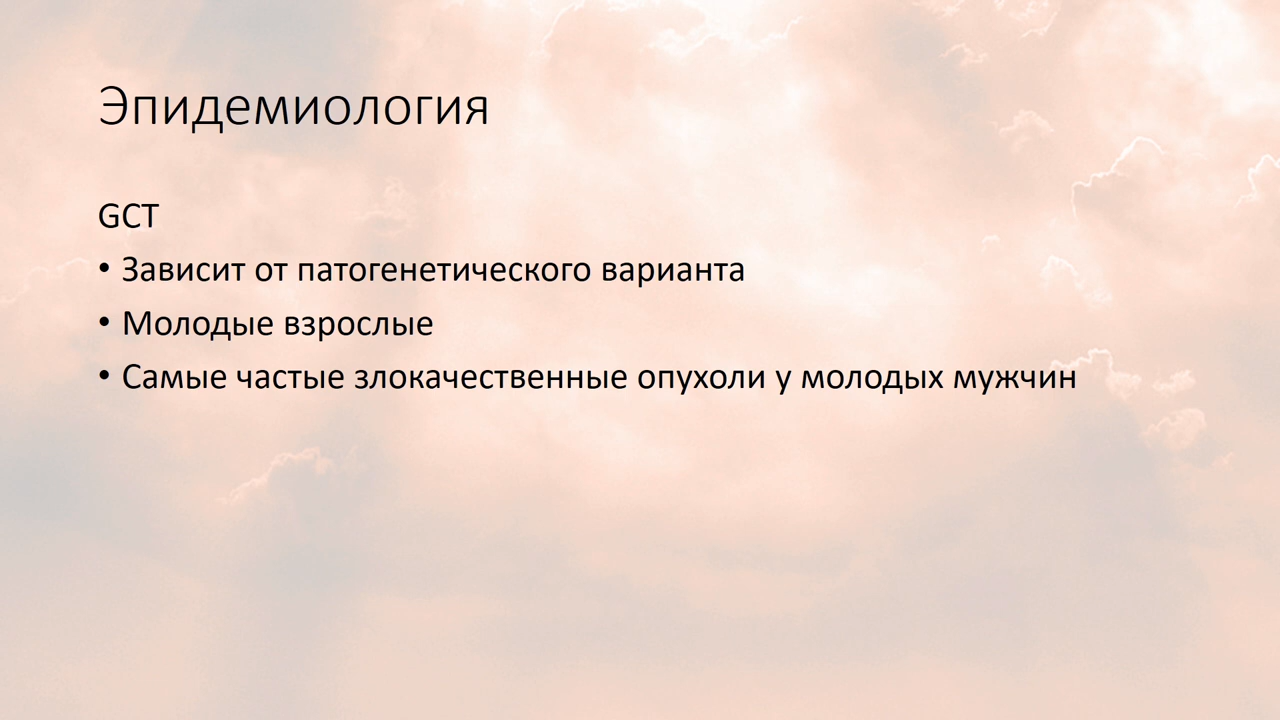 Эпидемиология
GCT
• Зависит от патогенетического варианта
• Молодые взрослые
• Самые частые злокачественные опухоли у молодых мужчин